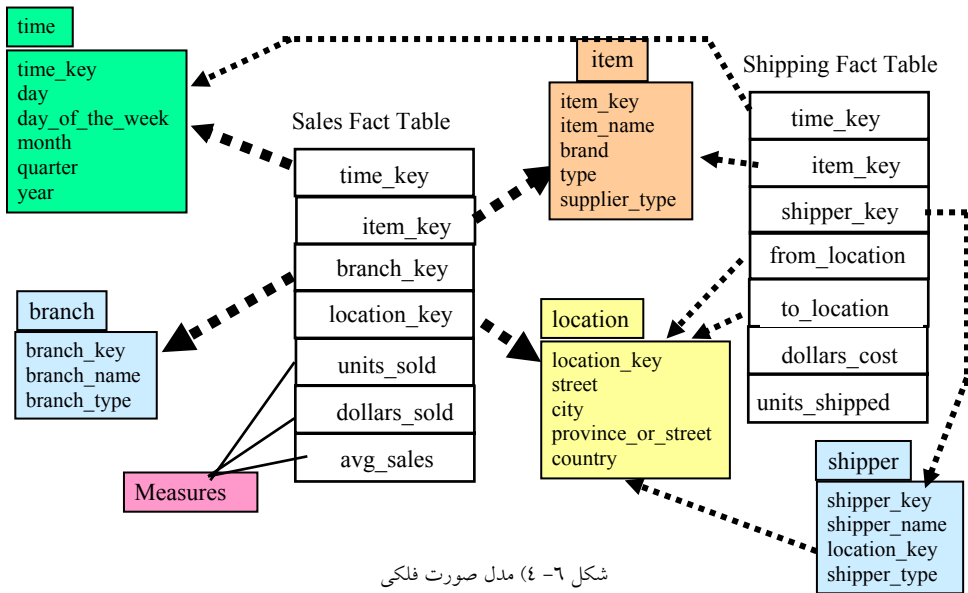 time
time_key
day
day_of_the_week
month
quarter
year
Sales Fact Table
time_key
item_key
branch_key
location_key
units_sold
dollars_sold
avg_sales
Measures
branch
branch_key
branch_name
branch_type
item
item_key
item_name
brand
type
supplier_type
location
location_key
street
city
province_or_street
country
Shipping Fact Table
time_key
item_key
shipper_key
from_location
to_location
dollars_cost
units_shipped
shipper
shipper_key
shipper_name
location_key
shipper_type
شکل ٦- ٤) مدل صورت فلکی